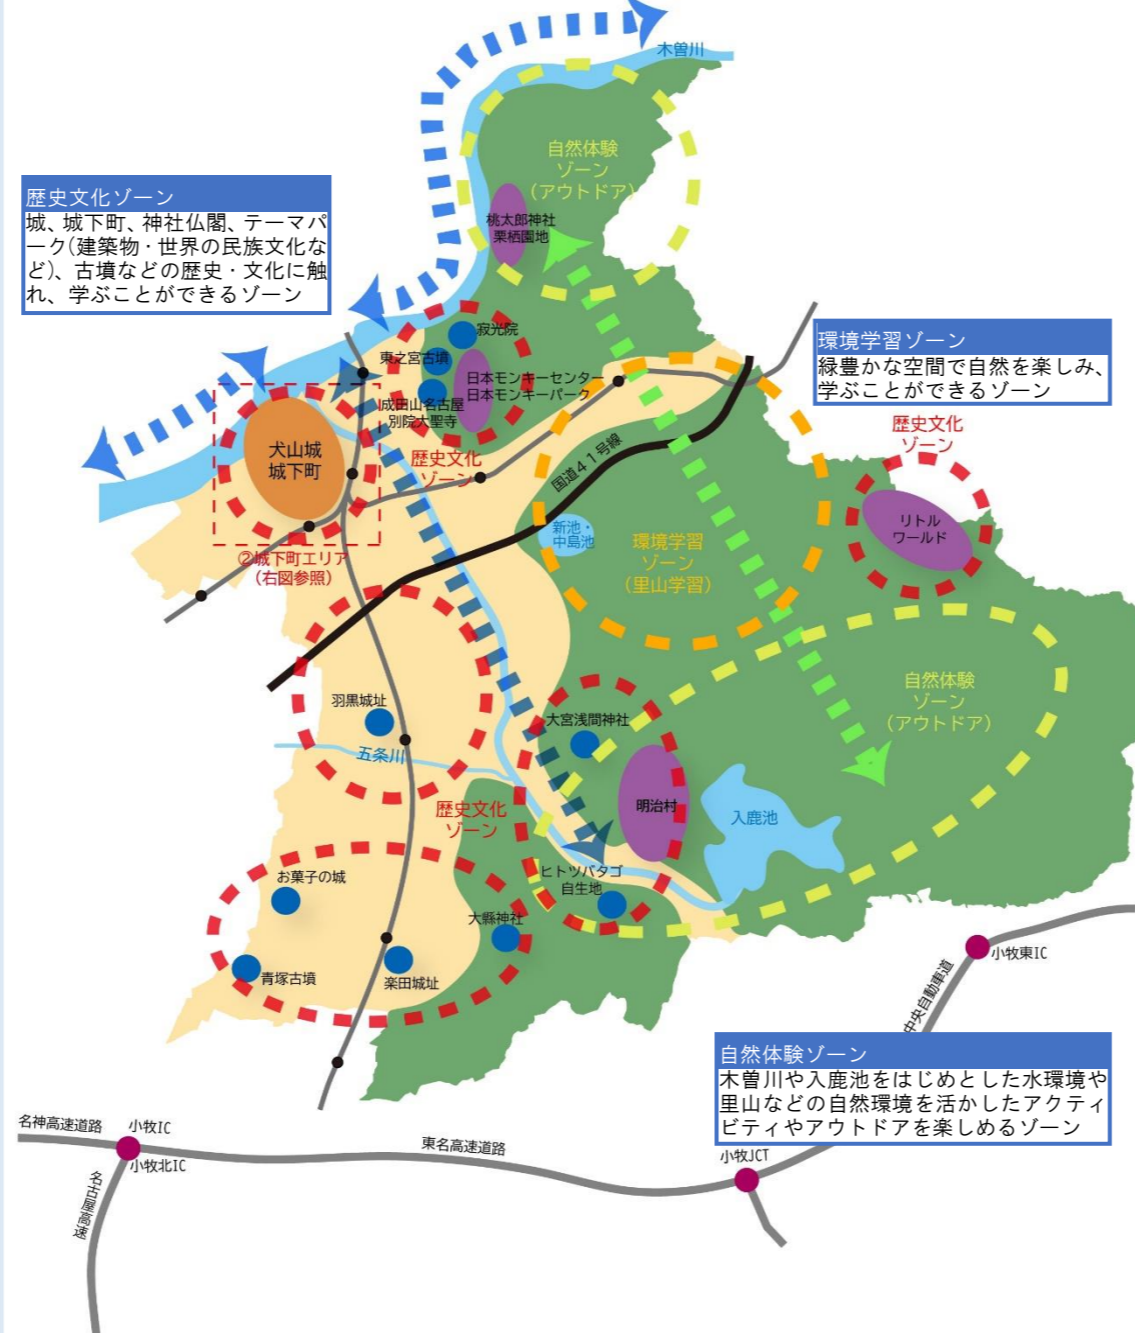 木曽川
自然体験
ゾーン
(アウトドア)
桃太郎神社
栗栖園地
歴史文化ゾーン
城、城下町、神社仏閣、テーマパ
ーク(建築物・世界の民族文化な
ど)、古墳などの歴史・文化に触
れ、学ぶことができるゾーン
寂光院
東之宮古墳
日本モンキーセンター
日本モンキーパーク
成田山名古屋
別院大聖寺
環境学習ゾーン
緑豊かな空間で自然を楽しみ、
学ぶことができるゾーン
犬山城
城下町
歴史文化
ゾーン
国道41号線
歴史文化
ゾーン
リトル
ワールド
新池・
中島池
環境学習
ゾーン
(里山学習)
②城下町エリア
(右図参照)
羽黒城址
五条川
大宮浅間神社
自然体験
ゾーン
(アウトドア)
明治村
入鹿池
歴史文化
ゾーン
ヒトツバタゴ
自生地
お菓子の城
大縣神社
青塚古墳
楽田城址
小牧東IC
中央自動車道
自然体験ゾーン
木曽川や入鹿池をはじめとした水環境や
里山などの自然環境を活かしたアクティ
ビティやアウトドアを楽しめるゾーン
名神高速道路
小牧IC
小牧北IC
東名高速道路
小牧JCT
名古屋高速